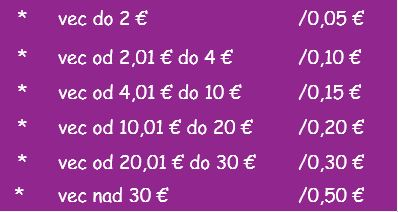 * vec do 2 € /0,05 €
* vec od 2,01 € do 4 € /0,10 €
* vec od 4,01 € do 10 € /0,15 €
* vec od 10,01 € do 20 € /0,20 €
* vec od 20,01 € do 30 € /0,30 €
* vec nad 30 € /0,50 €